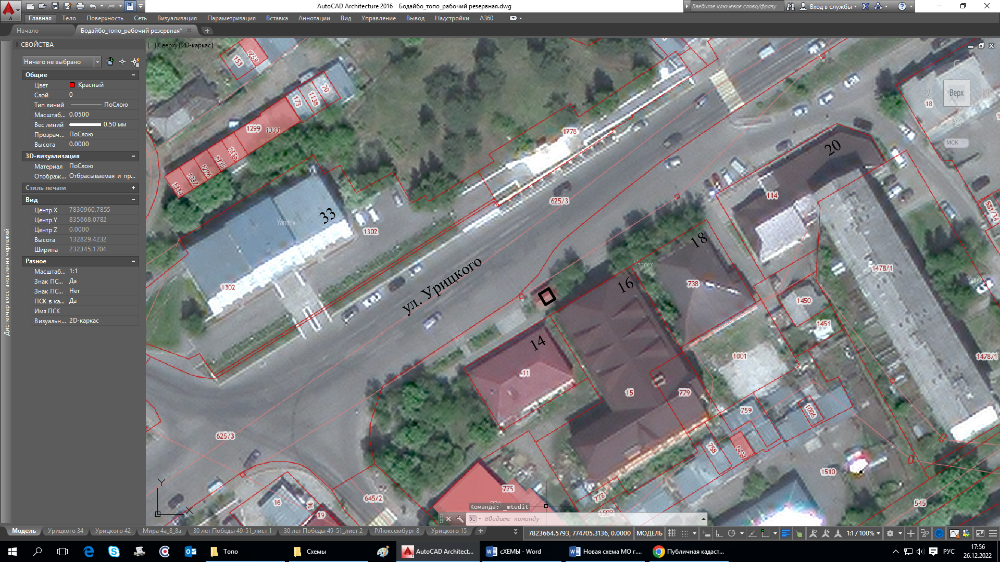 AutoCAD Architecture 2016 Бодайбо_топо_рабочий резервная.dwg
Введите ключевое слово/фразу
Вход в службы
Главная Тело Поверхность Сеть Визуализация Параметризация Вставка Аннотации Вид Управление Вывод Надстройки A360
Начало Бодайбо_топо_рабочий резервная*
[−][Сверху][2D-каркас]
Диспетчер восстановления чертежей
СВОЙСТВА
Ничего не выбрано
Общие
Цвет Красный
Слой 0
Тип линий ПоСлою
Масштаб... 0.0500
Вес линий 0.50 мм
Прозрач... ПоСлою
Высота 0.0000
3D-визуализация
Материал ПоСлою
Отображ... Отбрасываемая и пр...
Стиль печати
Вид
Центр X 7830960.7855
Центр Y 835668.0782
Центр Z 0.0000
Высота 132829.4232
Ширина 232345.1704
Разное
Масштаб... 1:1
Знак ПС... Да
Знак ПС... Нет
ПСК в ка... Да
Имя ПСК
Визуальн... 2D-каркас
153
1759
70
1138
173
1299
1333
1336
1335
1298
1337
1334
С
З
Верх
В
Ю
МСК
18
1778
20
114
625/3
581/34
33
Yandex
1302
1302
ул. Урицкого
18
Yandex
738
16
1478/1
Yandex
1450
1451
14
11
1001
1478/1
15
779
759
1006
758
1484
625/3
1510
775
778
1509
645/2
16
16
19
545
Y
X
Команда: _mtedit
Введите команду
Модель Урицкого 34 Урицкого 42 Мира 4а_8_8а 30 лет Победы 49-51_лист 1 30 лет Победы 49-51_лист 2 РЛюксембург 8 Урицкого 15
7823664.5793, 774705.3136, 0.0000 МОДЕЛЬ
1:1 / 100%
Топо
Схемы
AutoCAD Architect...
сХЕМЫ - Word
Новая схема МО г....
Публичная кадаст...
РУС
17:56
26.12.2022